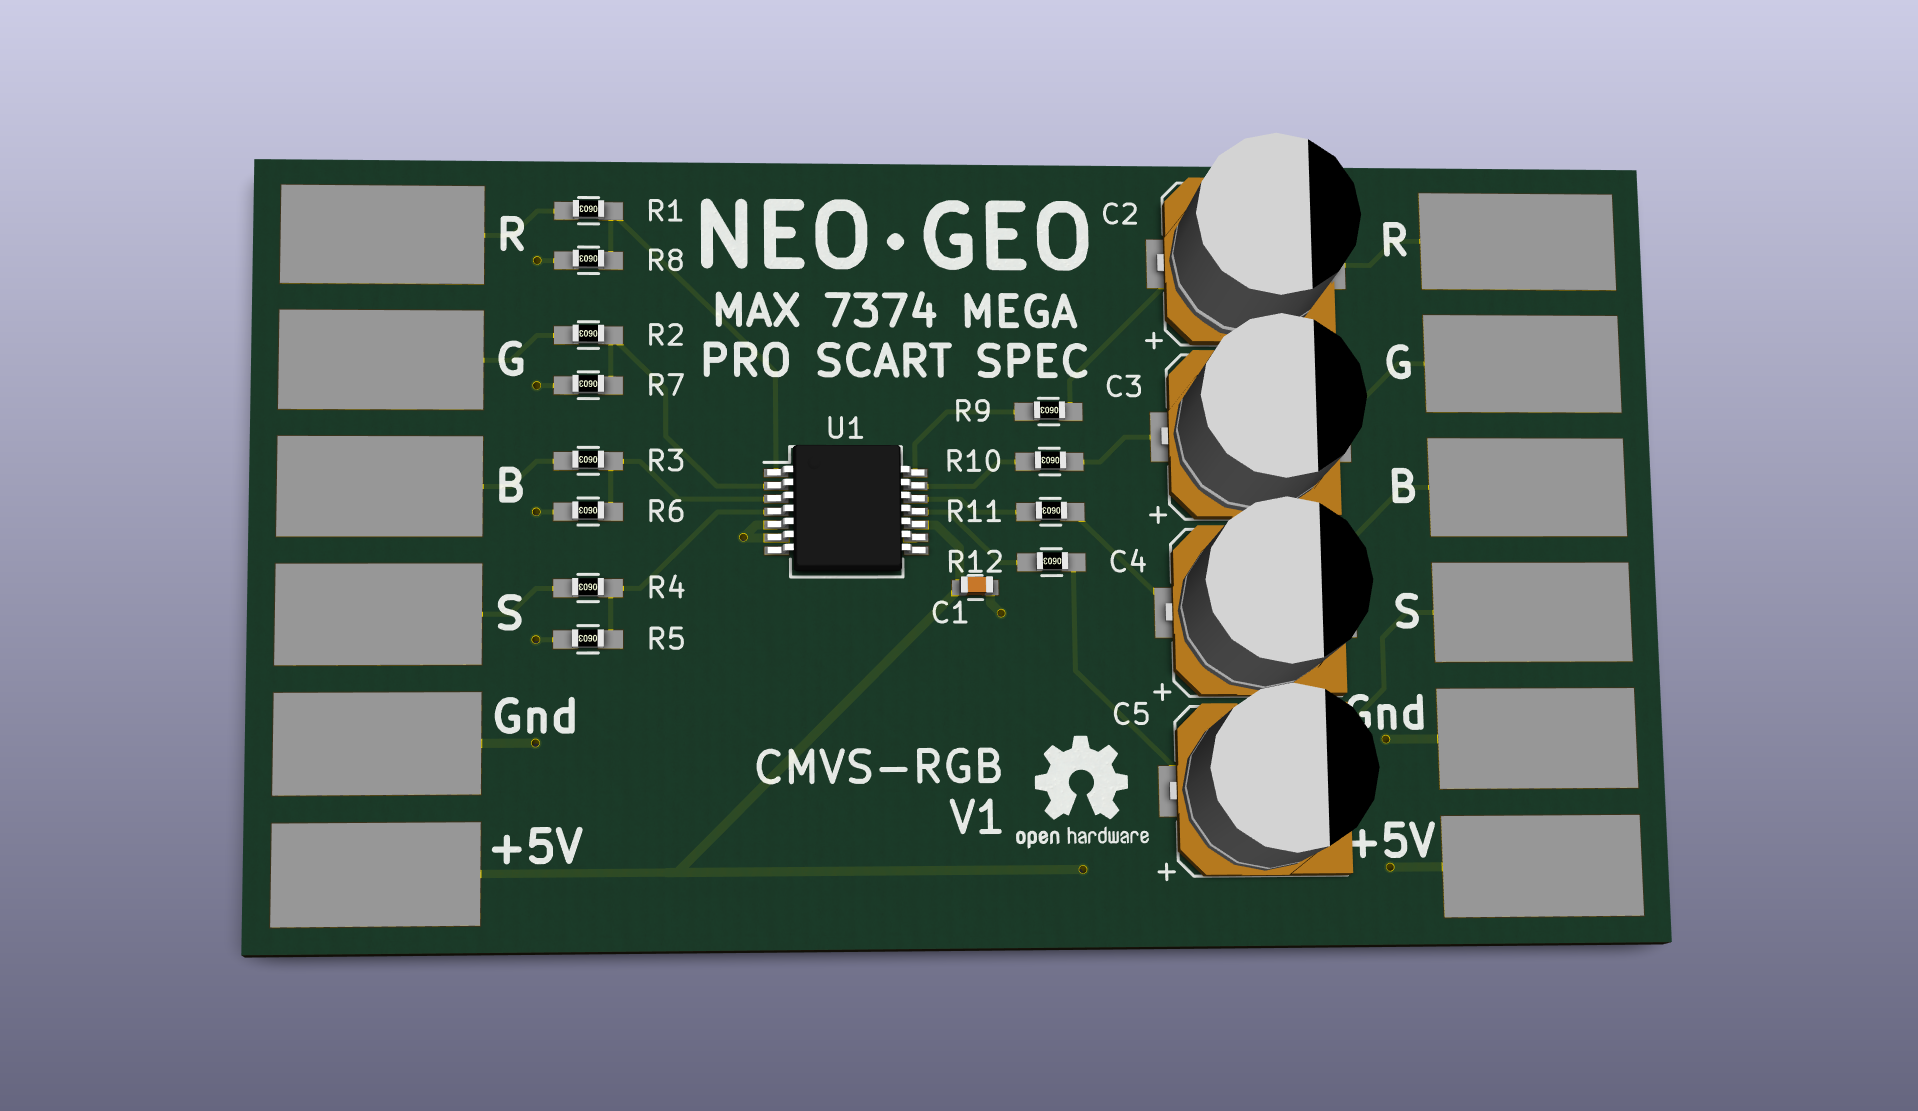 R
R1
R8
G
R2
R7
B
R3
R6
S
R4
R5
Gnd
+5V
NEO•GEO
MAX 7374 MEGA
PRO SCART SPEC
U1
R9
R10
R11
R12
C1
C2
+
C3
+
C4
+
C5
+
CMVS-RGB
V1
open hardware
R
G
B
S
Gnd
+5V
0603
0603
0603
0603
0603
0603
0603
0603
0603
0603
0603
0603